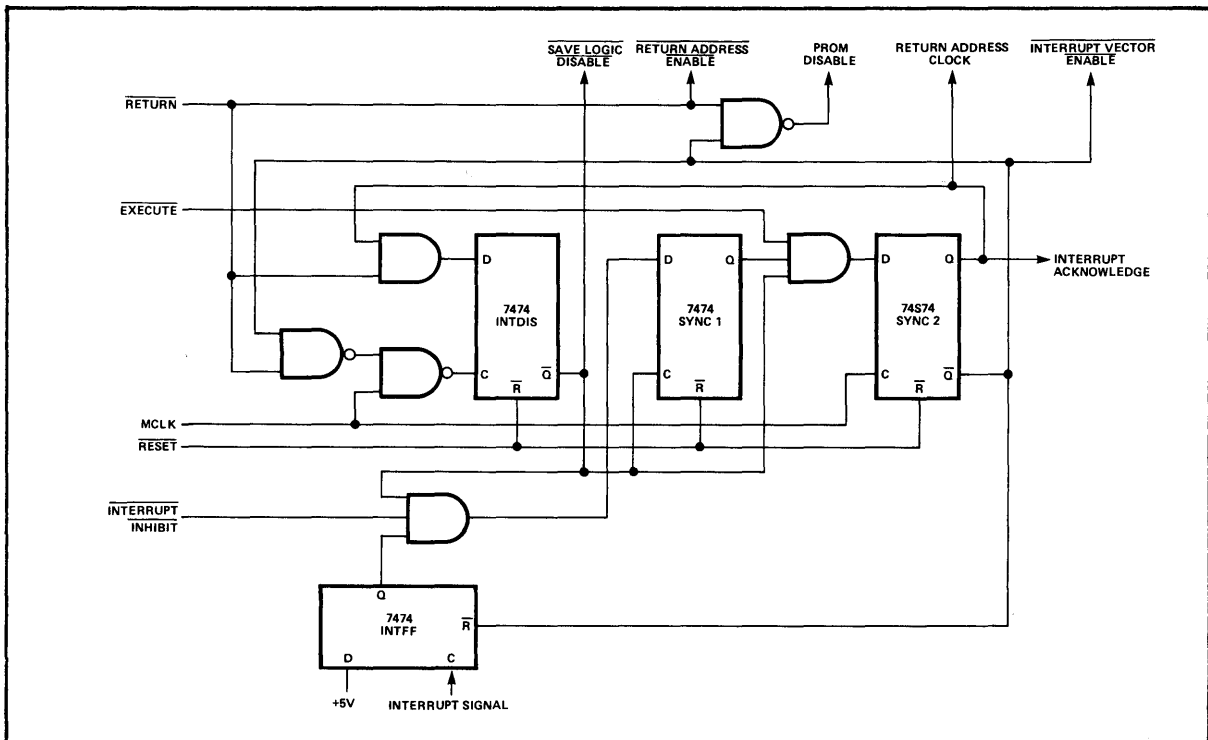 SAVE LOGIC
DISABLE
RETURN ADDRESS
ENABLE
PROM
DISABLE
RETURN ADDRESS
CLOCK
INTERRUPT VECTOR
ENABLE
RETURN
EXECUTE
D
7474
INTDIS
C
Q
R
D
Q
7474
SYNC 1
C
R
D
Q
74S74
SYNC 2
C
Q
R
INTERRUPT
ACKNOWLEDGE
MCLK
RESET
INTERRUPT
INHIBIT
Q
7474
INTFF
R
D
C
+5V
INTERRUPT SIGNAL